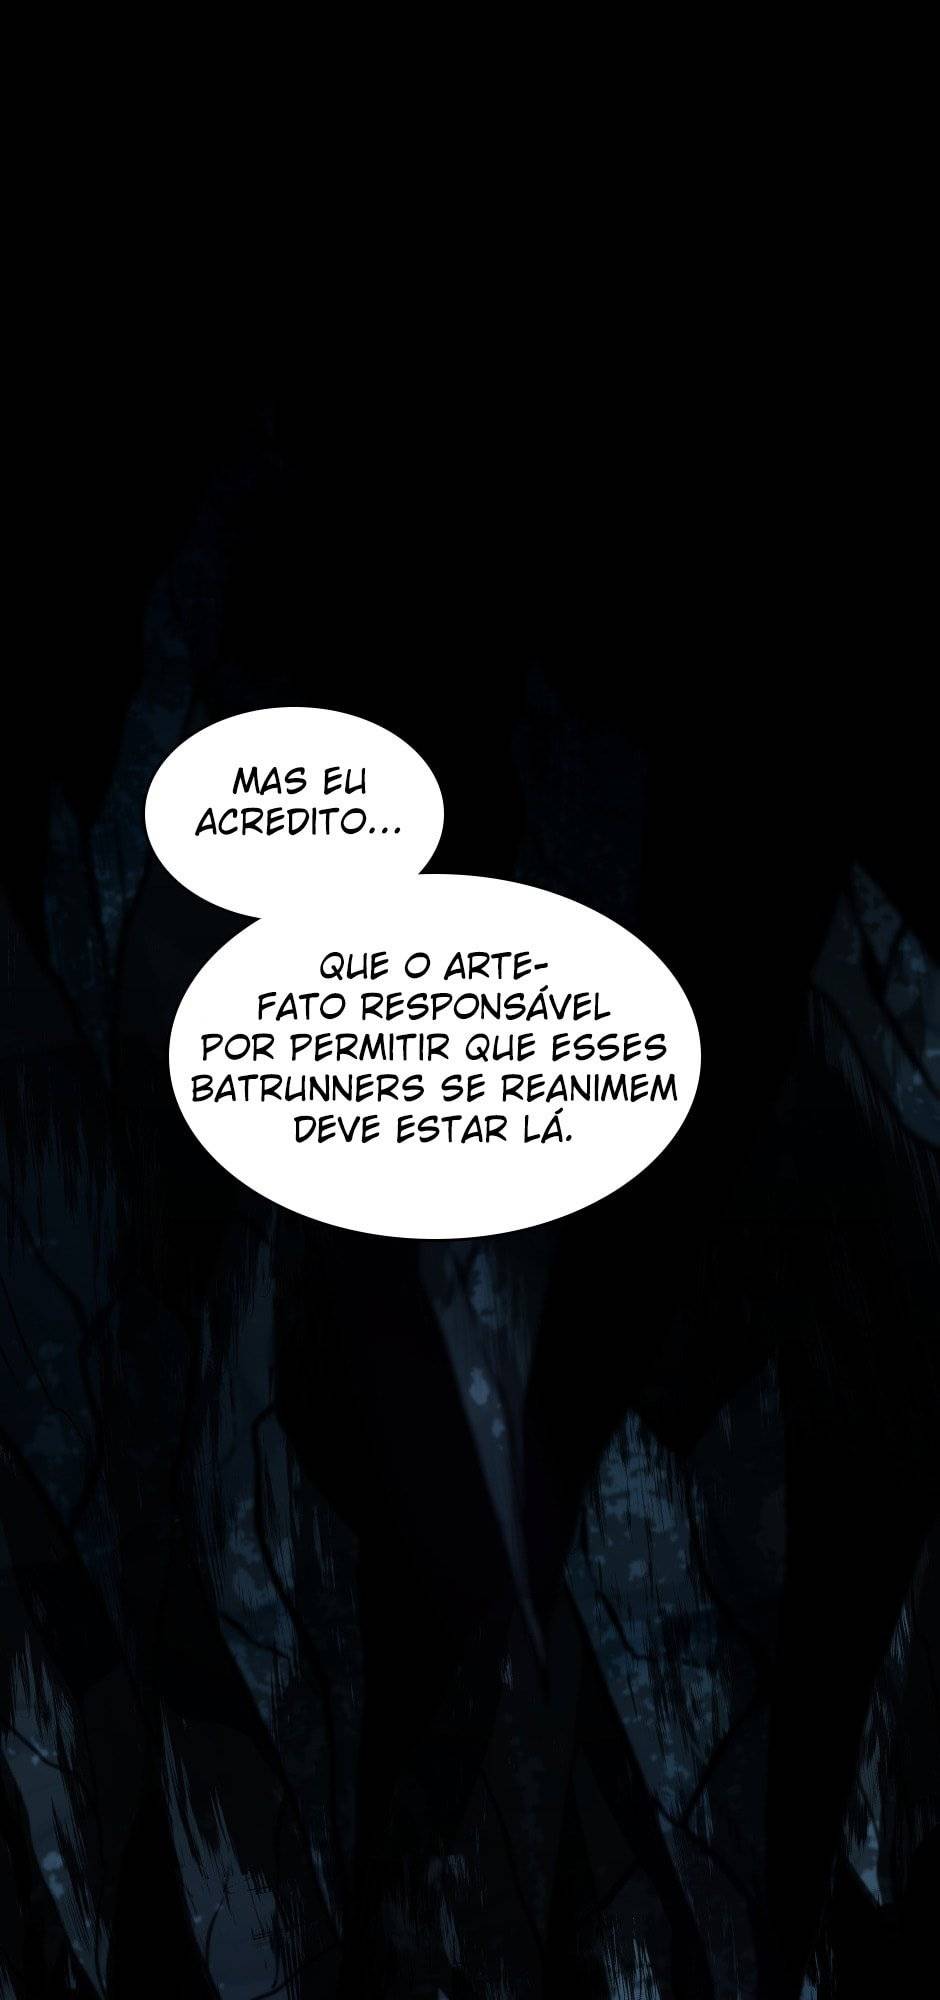 MAS EU
ACREDITO...
QUE O ARTE-
FATO RESPONSÁVEL
POR PERMITIR QUE ESSES
BATRUNNERS SE REANIMEM
DEVE ESTAR LÁ.